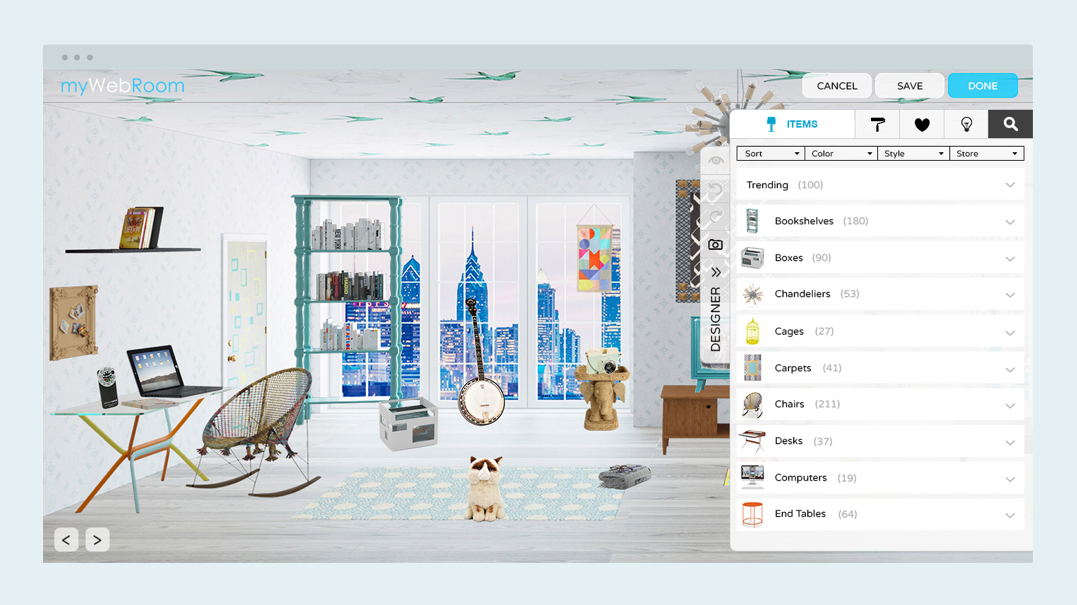 myWebRoom
CANCEL
SAVE
DONE
ITEMS
Sort
Color
Style
Store
DESIGNER
Trending (100)
Bookshelves (180)
Boxes (90)
Chandeliers (53)
Cages (27)
Carpets (41)
Chairs (211)
Desks (37)
Computers (19)
End Tables (64)